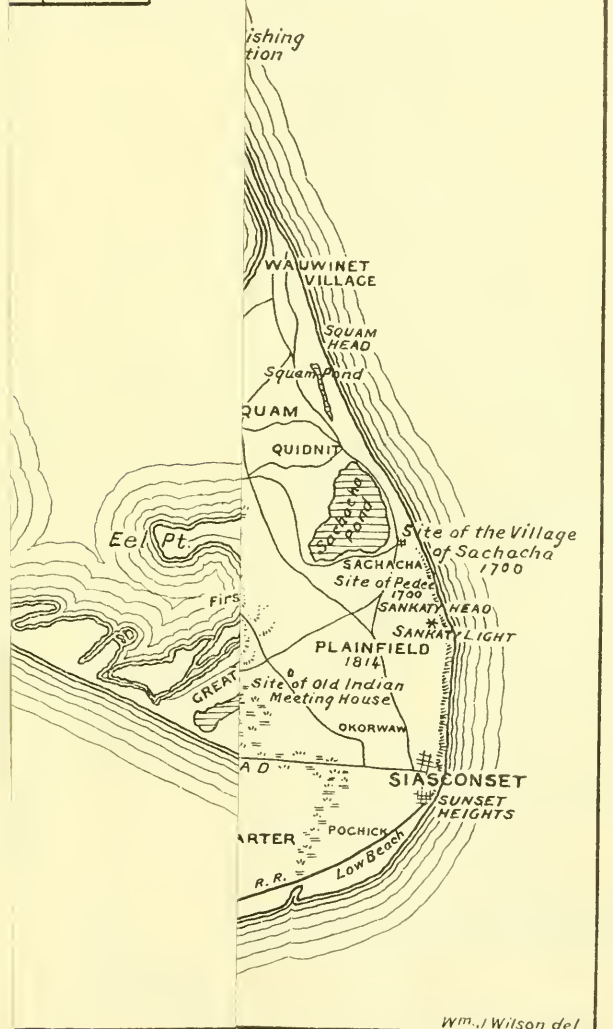 ishing
tion
WAUWINET
VILLAGE
SQUAM
HEAD
Squam Pond
QUAM
QUIDNIT
Sachacha
Pond
Eel Pt.
Site of the Village
of Sachacha
1700
SACHACHA
Site of Pedee
1700
SANKATY HEAD
SANKATY LIGHT
Firs
PLAINFIELD
1814
GREAT
Site of Old Indian
Meeting House
OKORWAW
AD
SIASCONSET
SUNSET
HEIGHTS
ARTER
POCHICK
Low Beach
R. R.
Wm. J Wilson del